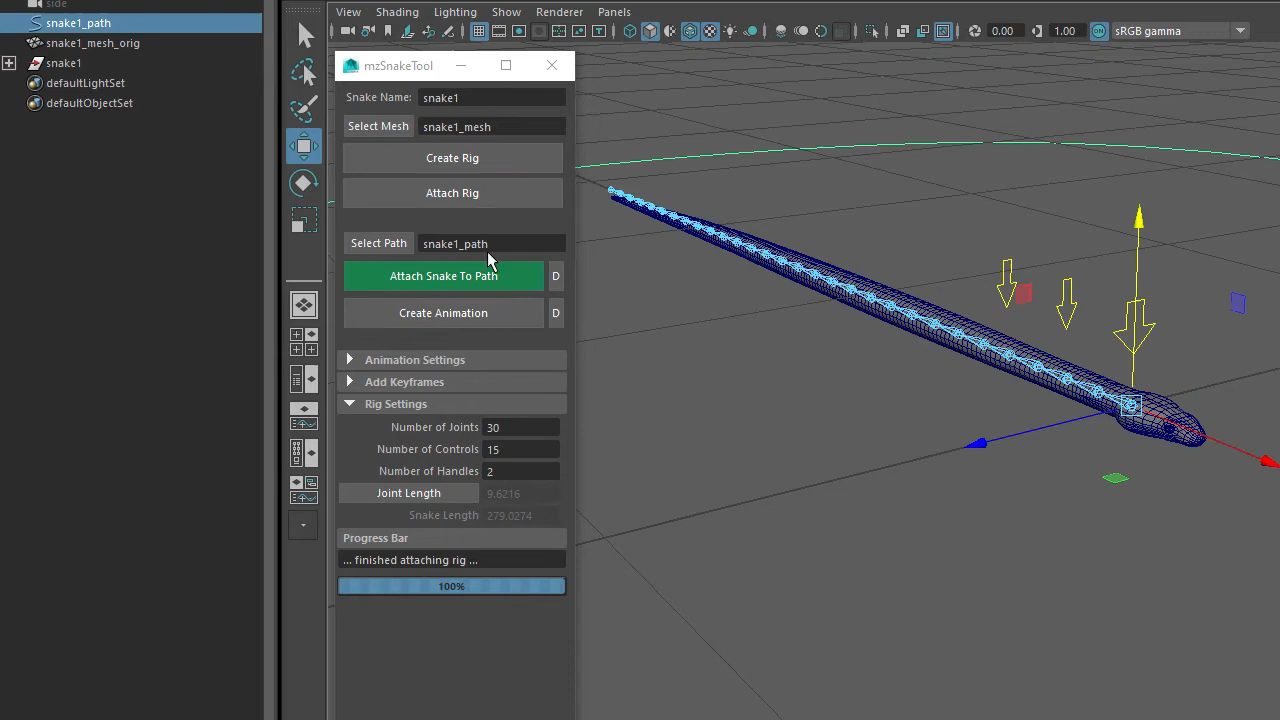 side
snake1_path
snake1_mesh_orig
snake1
defaultLightSet
defaultObjectSet
View Shading Lighting Show Renderer Panels
0.00 1.00 ON sRGB gamma
mzSnakeTool
Snake Name: snake1
Select Mesh snake1_mesh
Create Rig
Attach Rig
Select Path snake1_path
Attach Snake To Path D
Create Animation D
Animation Settings
Add Keyframes
Rig Settings
Number of Joints 30
Number of Controls 15
Number of Handles 2
Joint Length 9.6216
Snake Length 279.0274
Progress Bar
... finished attaching rig ...
100%